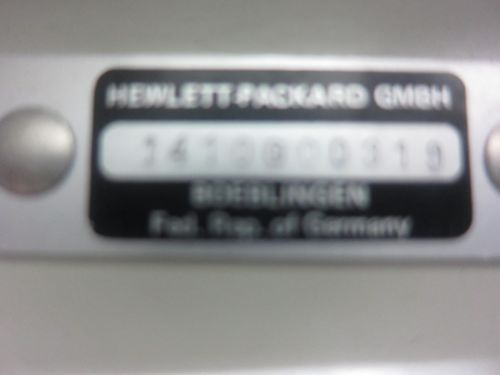 HEWLETT-PACKARD GMBH
BOEBLINGEN
Fed. Rep. of Germany